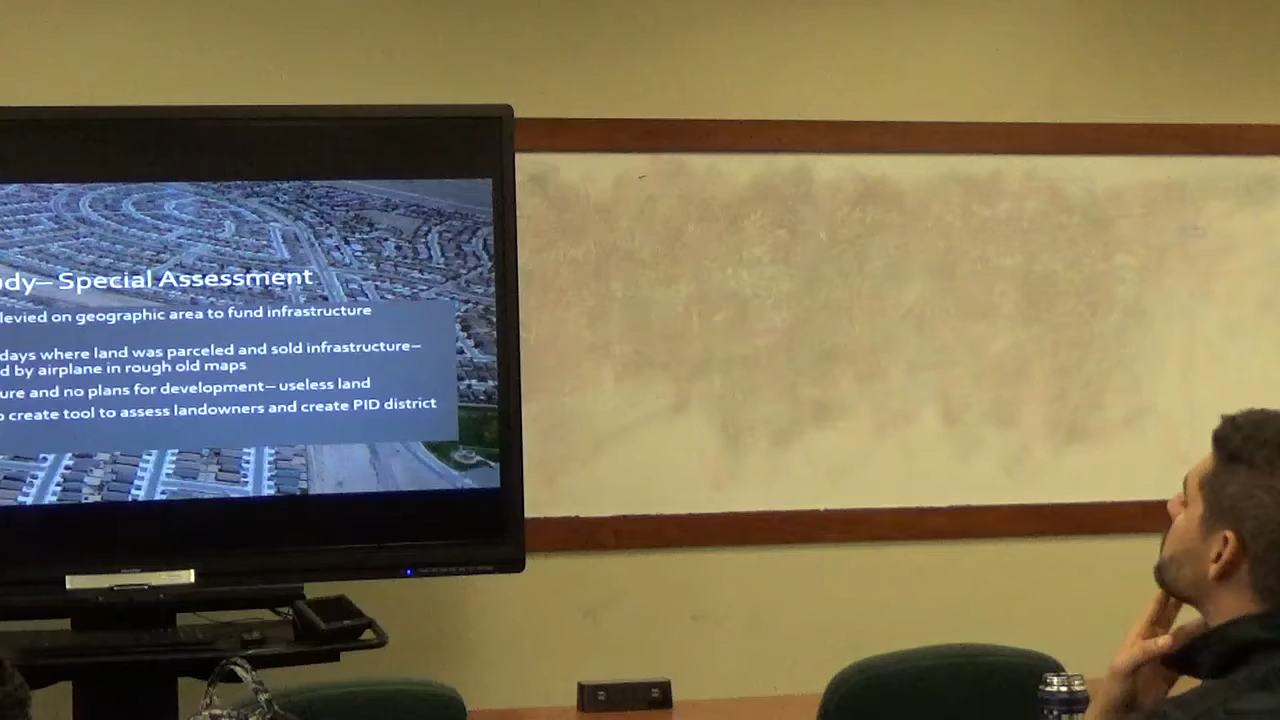 dy– Special Assessment
levied on geographic area to fund infrastructure
days where land was parceled and sold infrastructure–
d by airplane in rough old maps
ure and no plans for development– useless land
o create tool to assess landowners and create PID district